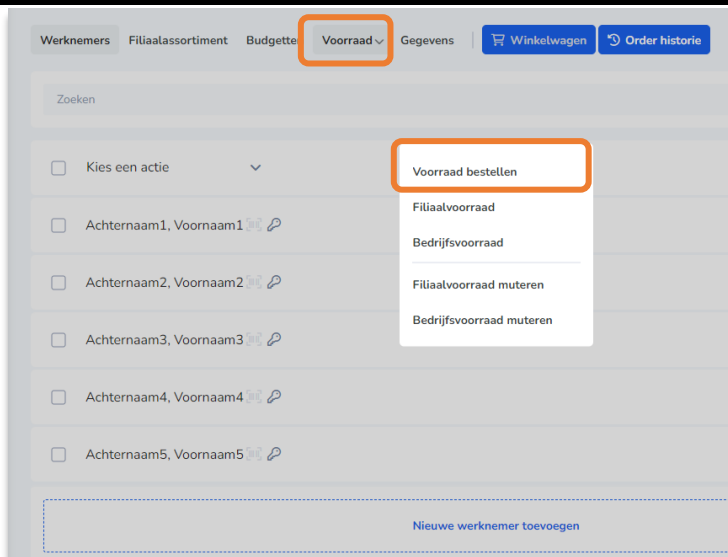 Werknemers Filiaalassortiment Budgette Voorraad Gegevens Winkelwagen Order historie
Zoeken
Kies een actie
Voorraad bestellen
Filiaalvoorraad
Bedrijfsvoorraad
Filiaalvoorraad muteren
Bedrijfsvoorraad muteren
Achternaam1, Voornaam1
Achternaam2, Voornaam2
Achternaam3, Voornaam3
Achternaam4, Voornaam4
Achternaam5, Voornaam5
Nieuwe werknemer toevoegen